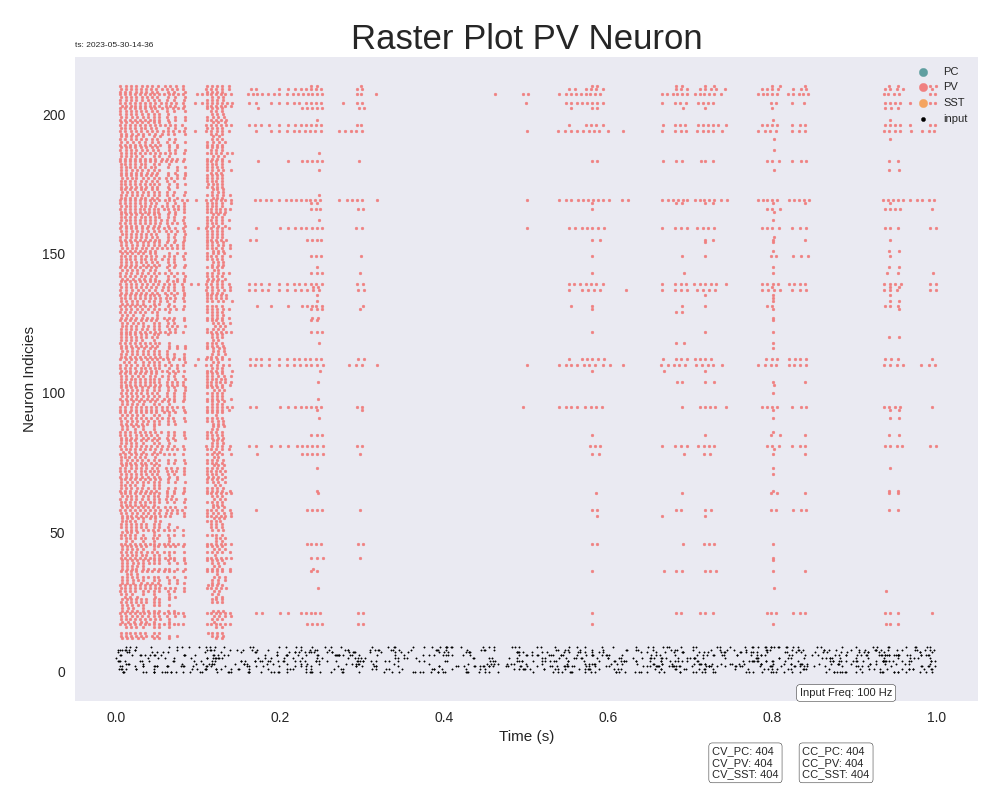 Raster Plot PV Neuron
ts: 2023-05-30-14-36
PC
PV
SST
input
200
150
100
50
0
Neuron Indicies
Input Freq: 100 Hz
0.0 0.2 0.4 0.6 0.8 1.0
Time (s)
CV_PC: 404
CV_PV: 404
CV_SST: 404
CC_PC: 404
CC_PV: 404
CC_SST: 404